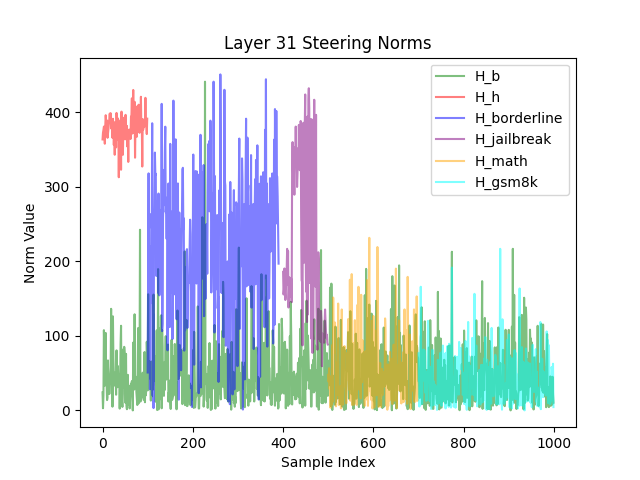 Layer 31 Steering Norms
Norm Value
400
300
200
100
0
0
200
400
600
800
1000
Sample Index
H_b
H_h
H_borderline
H_jailbreak
H_math
H_gsm8k